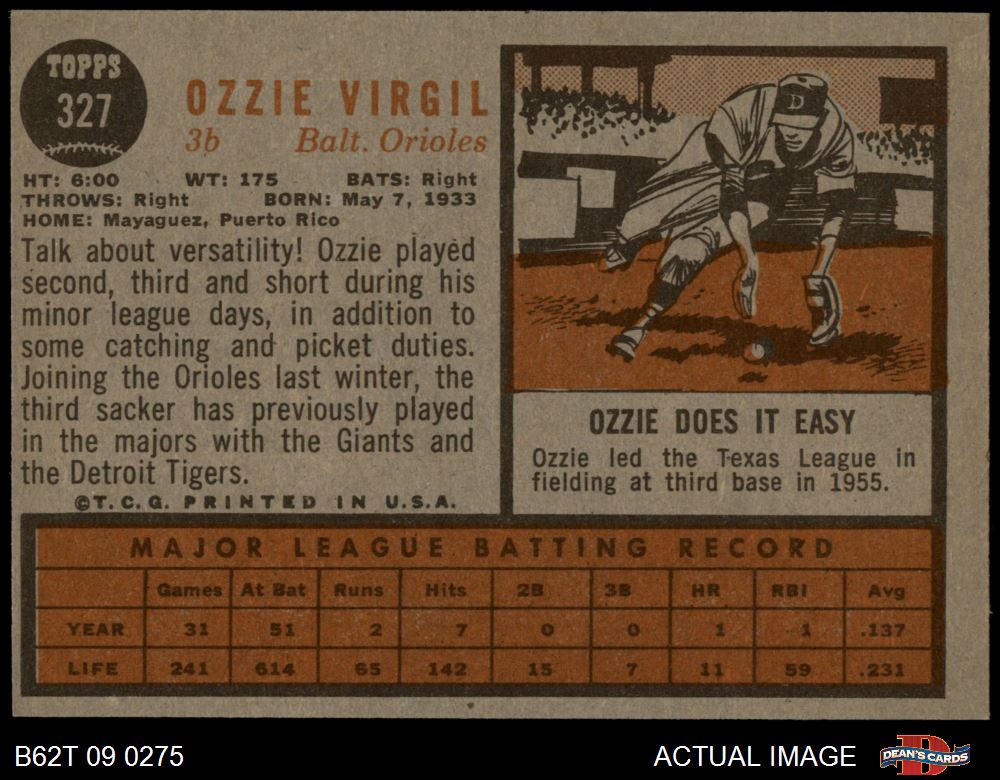 TOPPS
327
OZZIE VIRGIL
3b Balt. Orioles
HT: 6:00 WT: 175 BATS: Right
THROWS: Right BORN: May 7, 1933
HOME: Mayaguez, Puerto Rico
Talk about versatility! Ozzie played
second, third and short during his
minor league days, in addition to
some catching and picket duties.
Joining the Orioles last winter, the
third sacker has previously played
in the majors with the Giants and
the Detroit Tigers.
©T.C.G. PRINTED IN U.S.A.
D
OZZIE DOES IT EASY
Ozzie led the Texas League in
fielding at third base in 1955.
MAJOR LEAGUE BATTING RECORD
Games At Bat Runs Hits 2B 3B HR RBI Avg
YEAR 31 51 2 7 0 0 1 1 .137
LIFE 241 614 65 142 15 7 11 59 .231
B62T 09 0275 ACTUAL IMAGE D DEAN'S CARDS